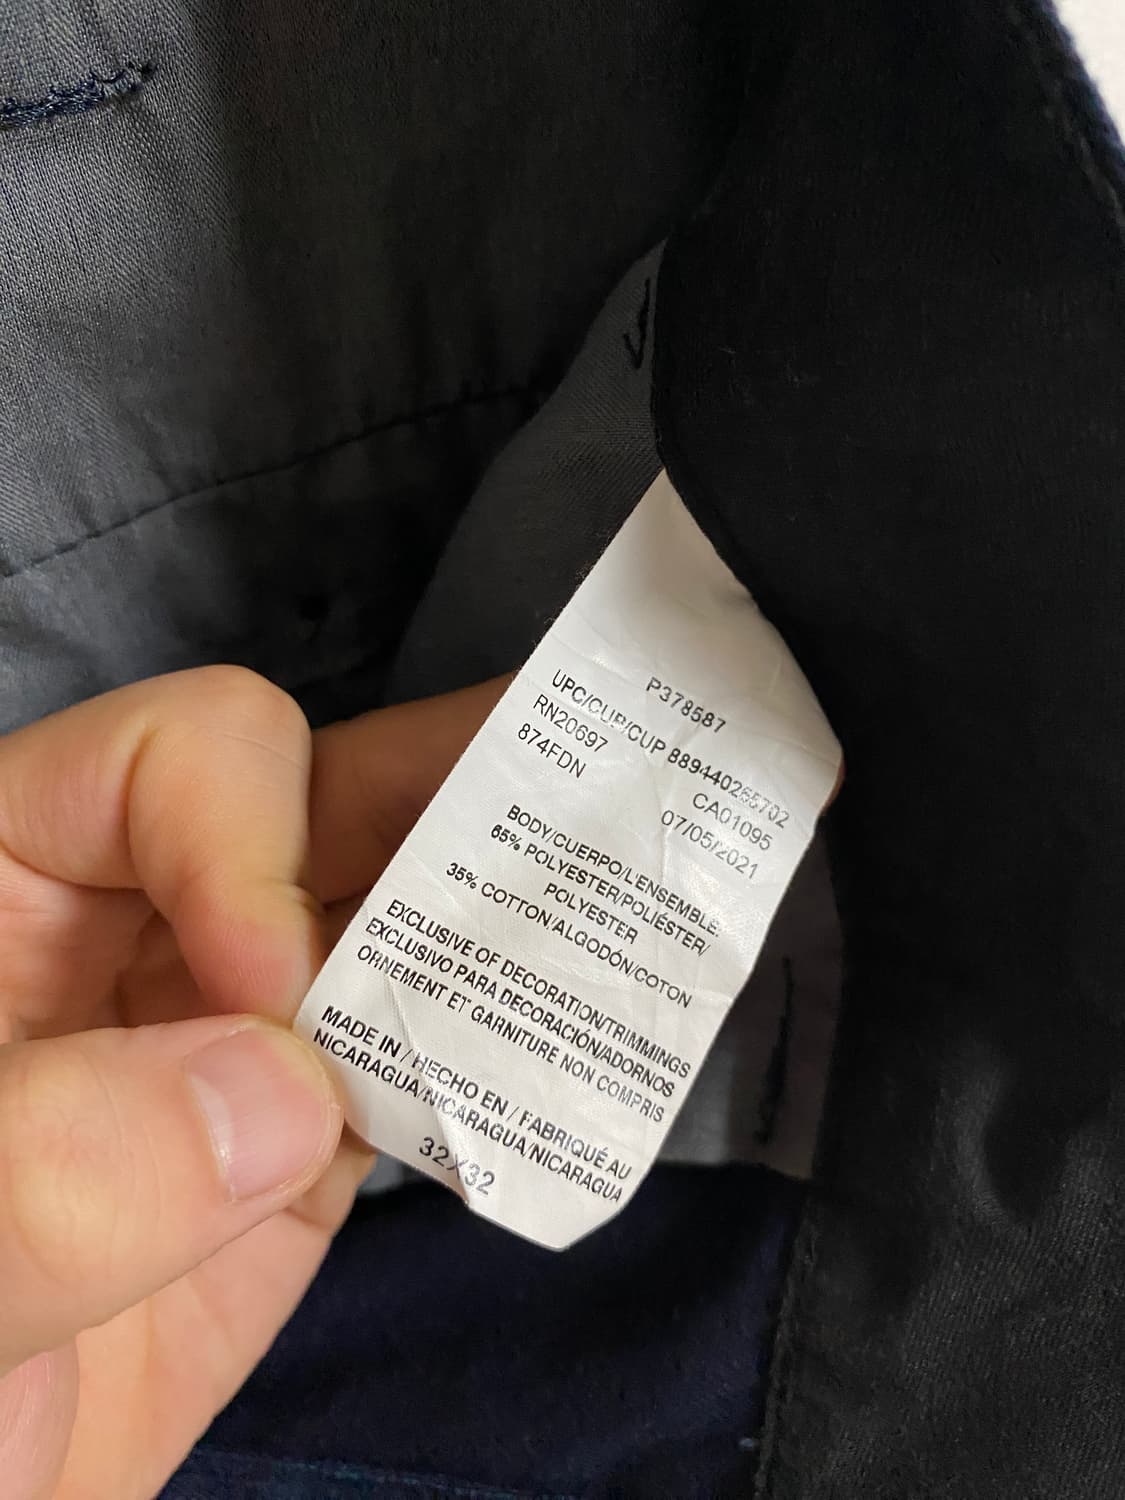 P378587
UPC/CUP/CUP 889440265702
RN20697 CA01095
874FDN 07/05/2021
BODY/CUERPO/L'ENSEMBLE:
65% POLYESTER/POLIÉSTER/
POLYESTER
35% COTTON/ALGODÓN/COTON
EXCLUSIVE OF DECORATION/TRIMMINGS
EXCLUSIVO PARA DECORACIÓN/ADORNOS
ORNEMENT ET GARNITURE NON COMPRIS
MADE IN / HECHO EN / FABRIQUÉ AU
NICARAGUA/NICARAGUA/NICARAGUA
32X32